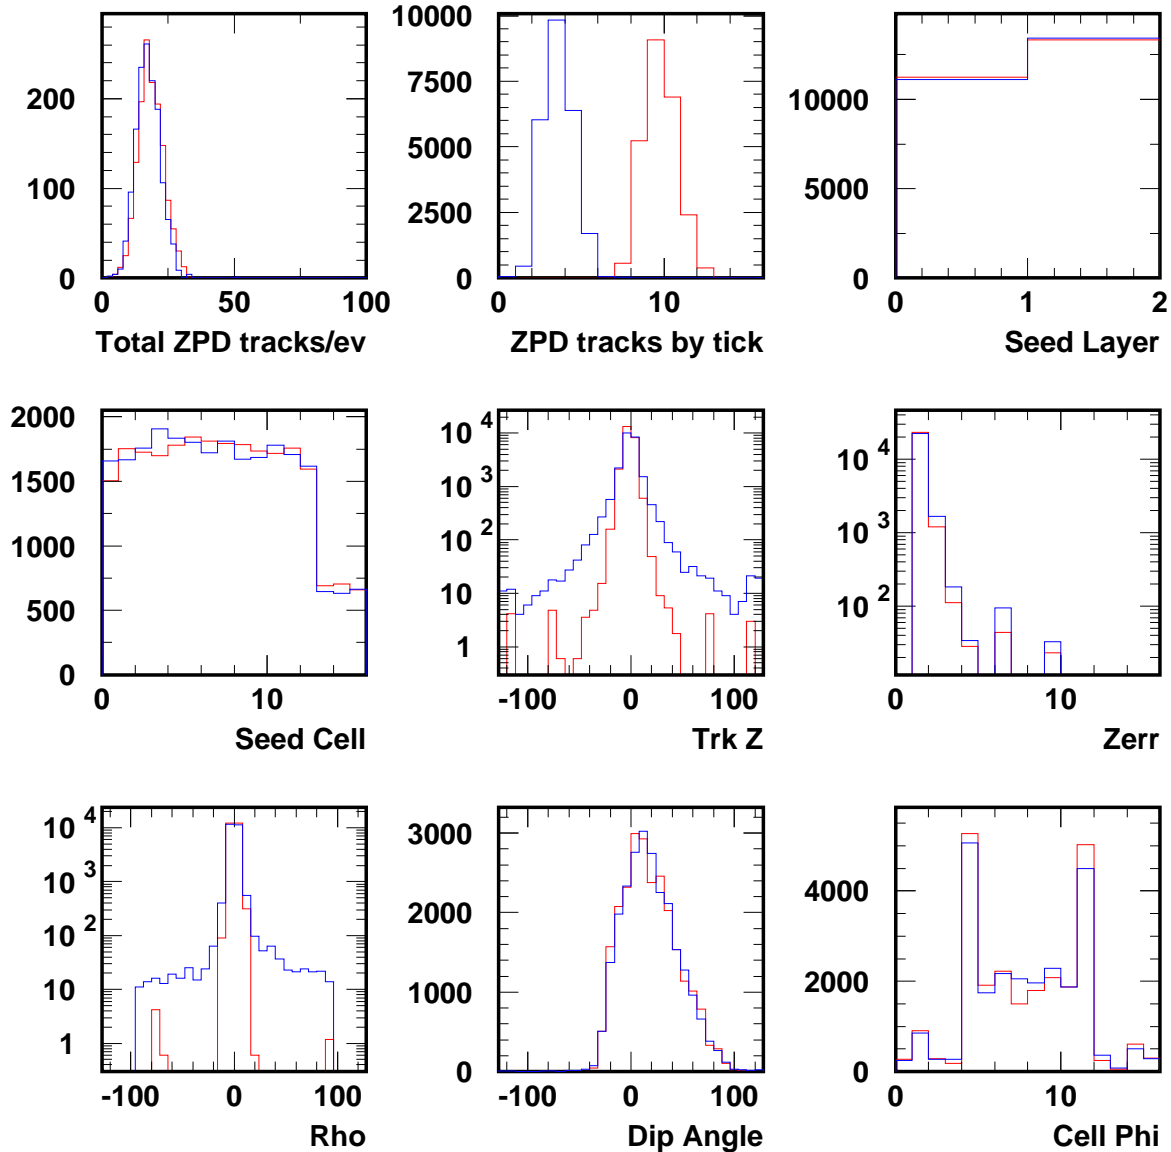 200
100
0
0 50 100
Total ZPD tracks/ev
10000
7500
5000
2500
0
0 10
ZPD tracks by tick
10000
5000
0
0 1 2
Seed Layer
2000
1500
1000
500
0
0 10
Seed Cell
10 4
10 3
10 2
10
1
-100 0 100
Trk Z
10 4
10 3
10 2
0 10
Zerr
10 4
10 3
10 2
10
1
-100 0 100
Rho
3000
2000
1000
0
-100 0 100
Dip Angle
4000
2000
0
0 10
Cell Phi